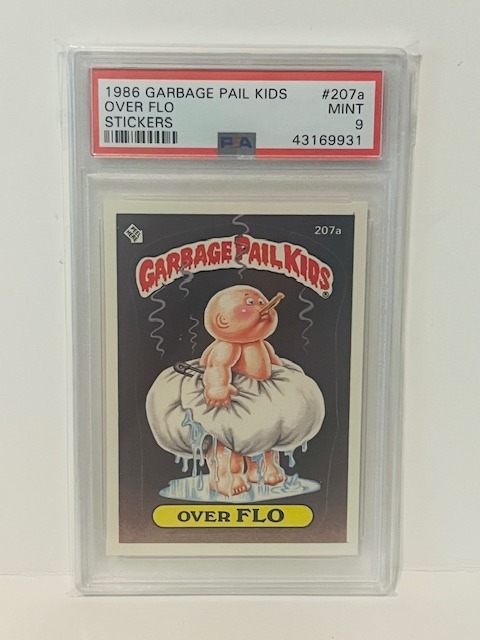 1986 GARBAGE PAIL KIDS #207a
OVER FLO MINT
STICKERS 9
PSA 43169931
207a
GARBAGE PAIL KIDS®
OVER FLO